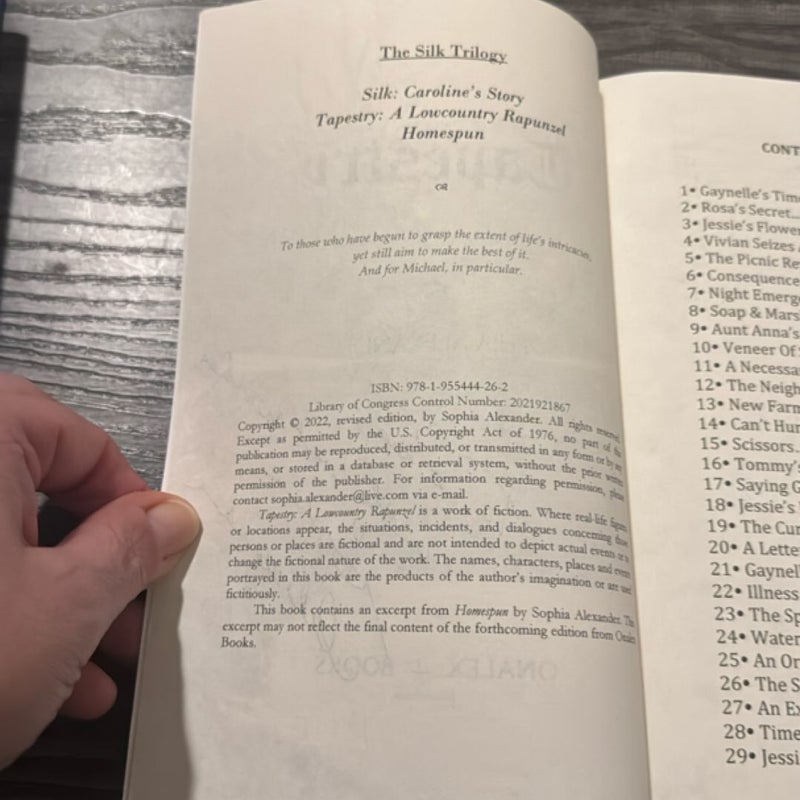 The Silk Trilogy
Silk: Caroline's Story
Tapestry: A Lowcountry Rapunzel
Homespun
To those who have begun to grasp the extent of life's intricacies,
yet still aim to make the best of it.
And for Michael, in particular.
ISBN: 978-1-955444-26-2
Library of Congress Control Number: 2021921867
Copyright © 2022, revised edition, by Sophia Alexander. All rights reserved.
Except as permitted by the U.S. Copyright Act of 1976, no part of this
publication may be reproduced, distributed, or transmitted in any form or by any
means, or stored in a database or retrieval system, without the prior written
permission of the publisher. For information regarding permission, please
contact sophia.alexander@live.com via e-mail.
Tapestry: A Lowcountry Rapunzel is a work of fiction. Where real-life figures
or locations appear, the situations, incidents, and dialogues concerning those
persons or places are fictional and are not intended to depict actual events or to
change the fictional nature of the work. The names, characters, places and events
portrayed in this book are the products of the author's imagination or are used
fictitiously.
This book contains an excerpt from Homespun by Sophia Alexander. The
excerpt may not reflect the final content of the forthcoming edition from Onalex
Books.
CONT
1• Gaynelle's Tim
2• Rosa's Secret...
3• Jessie's Flower
4• Vivian Seizes
5• The Picnic Re
6• Consequence
7• Night Emerg
8• Soap & Mars
9• Aunt Anna's
10• Veneer Of
11• A Necessa
12• The Neigh
13• New Farm
14• Can't Hur
15• Scissors..
16• Tommy's
17• Saying G
18• Jessie's
19• The Cur
20• A Lette
21• Gaynel
22• Illness
23• The Sp
24• Water
25• An Or
26• The S
27• An Ex
28• Time
29• Jessi